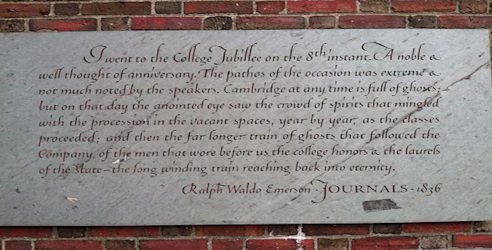 I went to the College Jubilee on the 8th instant. A noble &
well thought of anniversary. The pathos of the occasion was extreme &
not much noted by the speakers. Cambridge at any time is full of ghosts;
but on that day the anointed eye saw the crowd of spirits that mingled
with the procession in the vacant spaces, year by year, as the classes
proceeded; and then the far longer train of ghosts that followed the
Company, of the men that wore before us the college honors & the laurels
of the state – the long winding train reaching back into eternity.
Ralph Waldo Emerson · JOURNALS · 1836